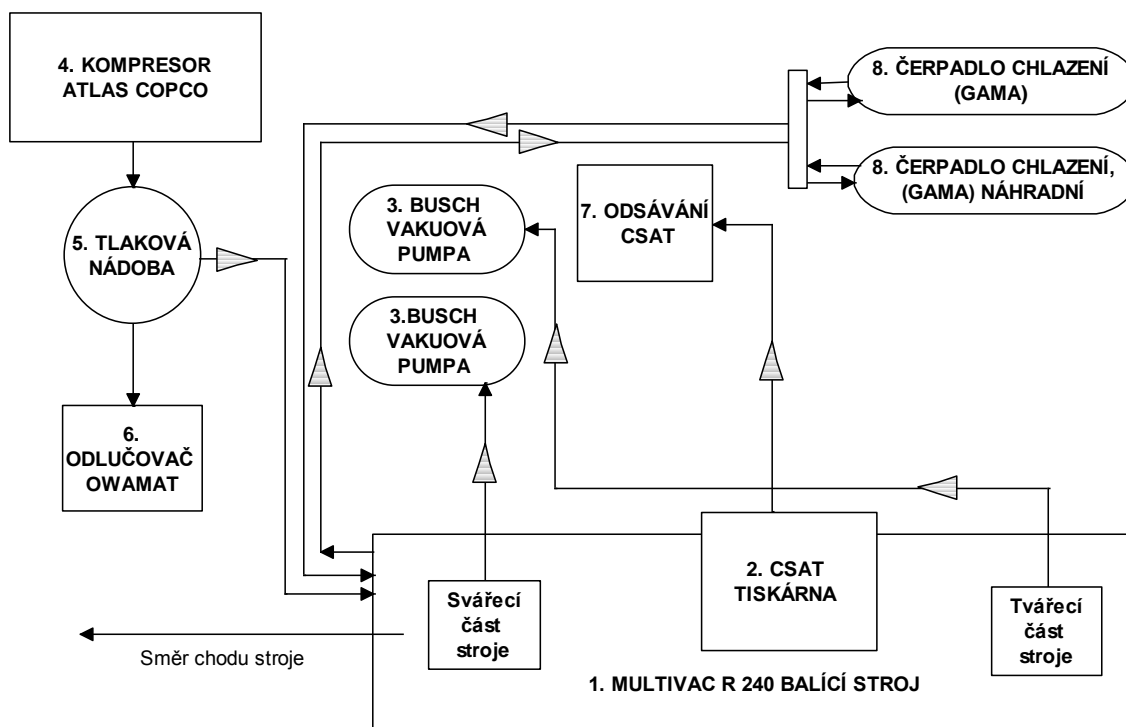 4. KOMPRESOR
ATLAS COPCO
8. ČERPADLO CHLAZENÍ
(GAMA)
8. ČERPADLO CHLAZENÍ,
(GAMA) NÁHRADNÍ
3. BUSCH
VAKUOVÁ
PUMPA
7. ODSÁVÁNÍ
CSAT
5. TLAKOVÁ
NÁDOBA
3.BUSCH
VAKUOVÁ
PUMPA
6.
ODLUČOVAČ
OWAMAT
2. CSAT
TISKÁRNA
Svářecí
část
stroje
Tvářecí
část
stroje
Směr chodu stroje
1. MULTIVAC R 240 BALÍCÍ STROJ